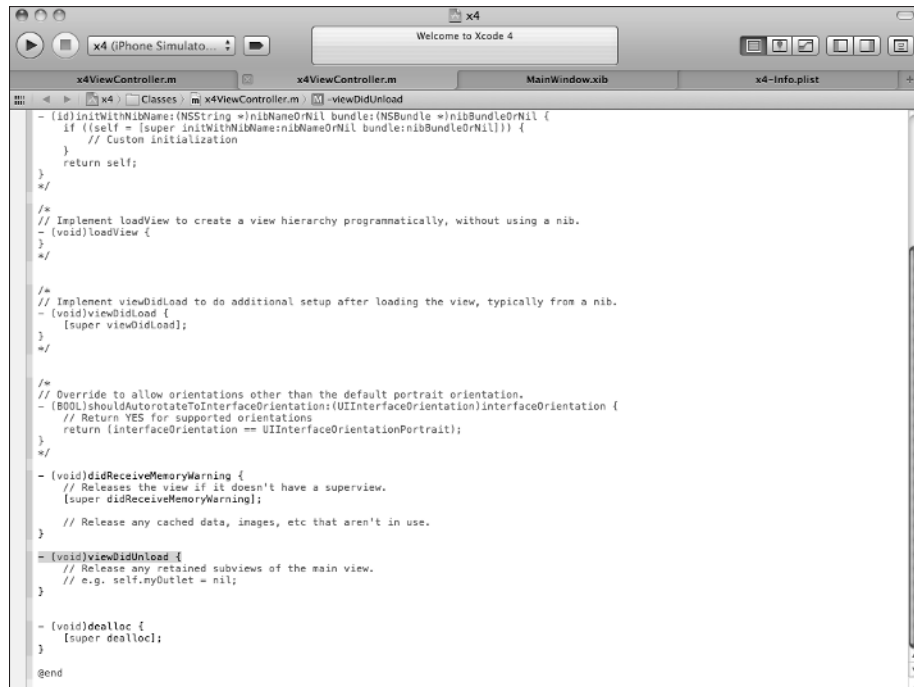 x4
x4 (iPhone Simulato...
Welcome to Xcode 4
x4ViewController.m
x4ViewController.m
MainWindow.xib
x4-Info.plist
x4 Classes x4ViewController.m M -viewDidUnload
- (id)initWithNibName:(NSString *)nibNameOrNil bundle:(NSBundle *)nibBundleOrNil {
if ((self = [super initWithNibName:nibNameOrNil bundle:nibBundleOrNil])) {
// Custom initialization
}
return self;
}
*/
/*
// Implement loadView to create a view hierarchy programmatically, without using a nib.
- (void)loadView {
}
*/
/*
// Implement viewDidLoad to do additional setup after loading the view, typically from a nib.
- (void)viewDidLoad {
[super viewDidLoad];
}
*/
/*
// Override to allow orientations other than the default portrait orientation.
- (BOOL)shouldAutorotateToInterfaceOrientation:(UIInterfaceOrientation)interfaceOrientation {
// Return YES for supported orientations
return (interfaceOrientation == UIInterfaceOrientationPortrait);
}
*/
- (void)didReceiveMemoryWarning {
// Releases the view if it doesn't have a superview.
[super didReceiveMemoryWarning];
// Release any cached data, images, etc that aren't in use.
}
- (void)viewDidUnload {
// Release any retained subviews of the main view.
// e.g. self.myOutlet = nil;
}
- (void)dealloc {
[super dealloc];
}
@end